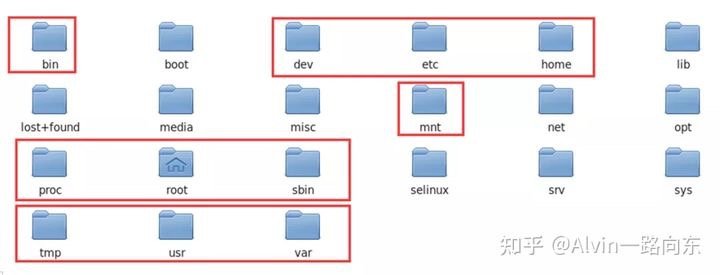 bin boot dev etc home lib
lost+found media misc mnt net opt
proc root sbin selinux srv sys
tmp usr var
知乎 @Alvin一路向东